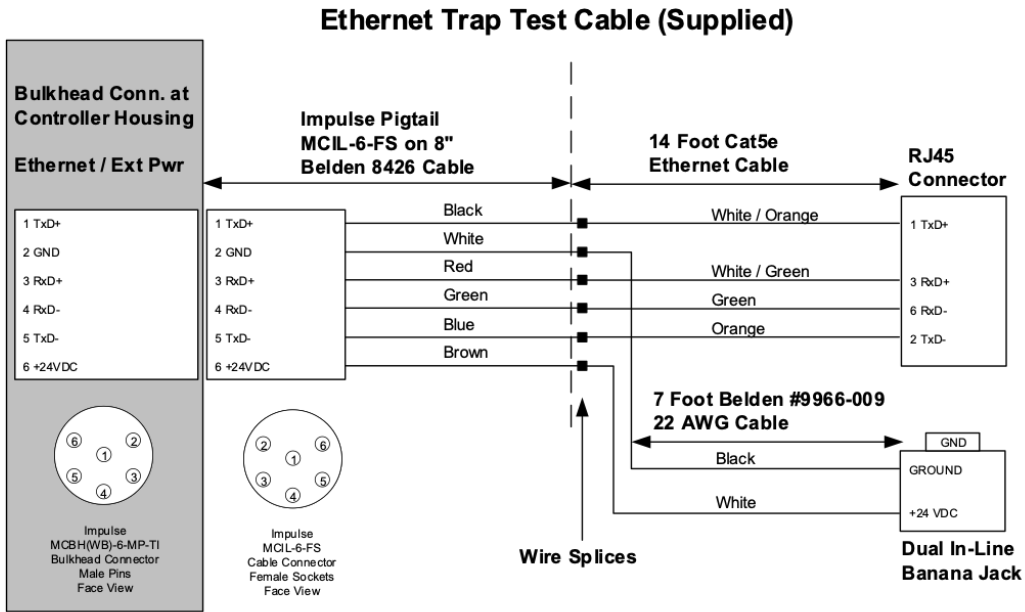 Ethernet Trap Test Cable (Supplied)
Bulkhead Conn. at
Controller Housing
Ethernet / Ext Pwr
Impulse Pigtail
MCIL-6-FS on 8"
Belden 8426 Cable
14 Foot Cat5e
Ethernet Cable
RJ45
Connector
1 TxD+
2 GND
3 RxD+
4 RxD-
5 TxD-
6 +24VDC
1 TxD+
2 GND
3 RxD+
4 RxD-
5 TxD-
6 +24VDC
Black
White
Red
Green
Blue
Brown
White / Orange
White / Green
Green
Orange
1 TxD+
3 RxD+
6 RxD-
2 TxD-
7 Foot Belden #9966-009
22 AWG Cable
Black
White
GND
GROUND
+24 VDC
Dual In-Line
Banana Jack
Wire Splices
6 2
1
5 3
4
Impulse
MCBH(WB)-6-MP-TI
Bulkhead Connector
Male Pins
Face View
2 6
1
3 5
4
Impulse
MCIL-6-FS
Cable Connector
Female Sockets
Face View